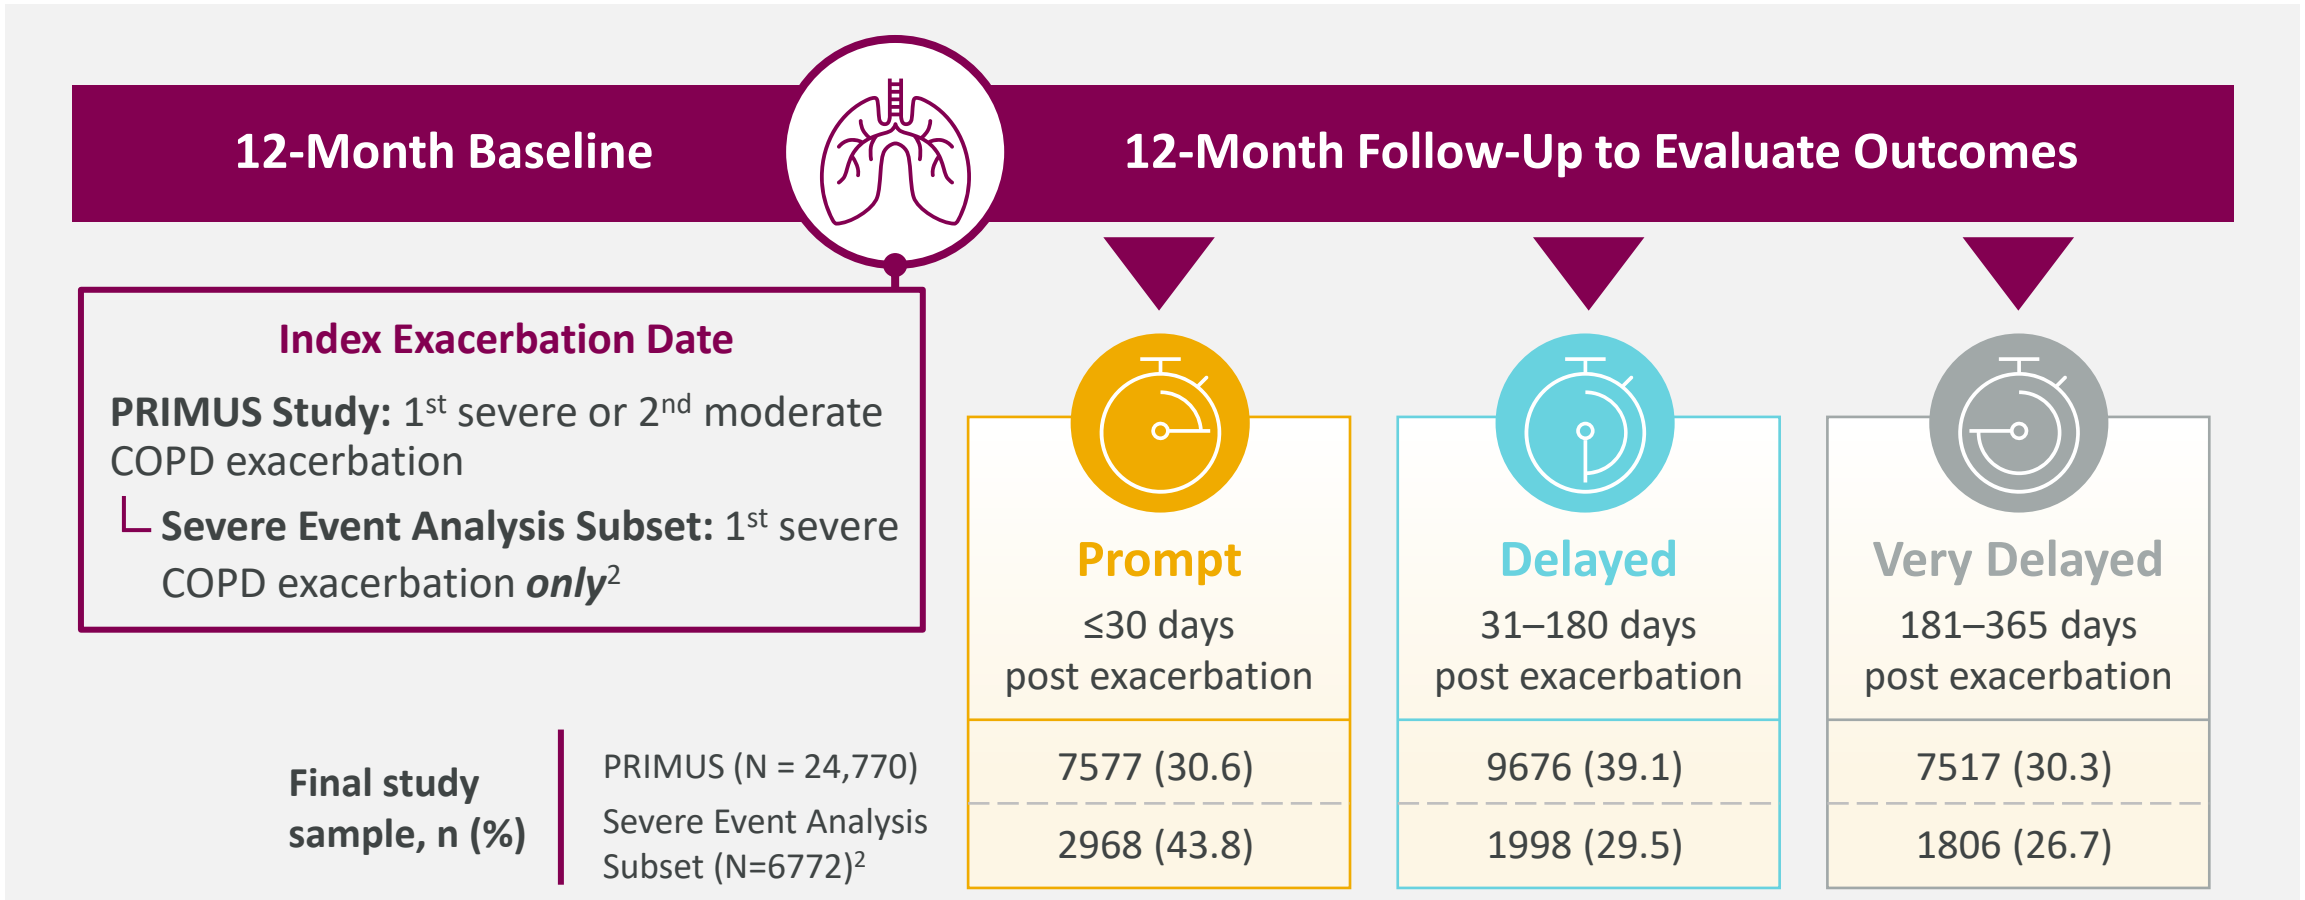 12-Month Baseline
12-Month Follow-Up to Evaluate Outcomes
Index Exacerbation Date
PRIMUS Study: 1st severe or 2nd moderate
COPD exacerbation
Severe Event Analysis Subset: 1st severe
COPD exacerbation only2
Prompt
≤30 days
post exacerbation
Delayed
31–180 days
post exacerbation
Very Delayed
181–365 days
post exacerbation
Final study
sample, n (%)
PRIMUS (N = 24,770)
7577 (30.6)
9676 (39.1)
7517 (30.3)
Severe Event Analysis
Subset (N=6772)2
2968 (43.8)
1998 (29.5)
1806 (26.7)